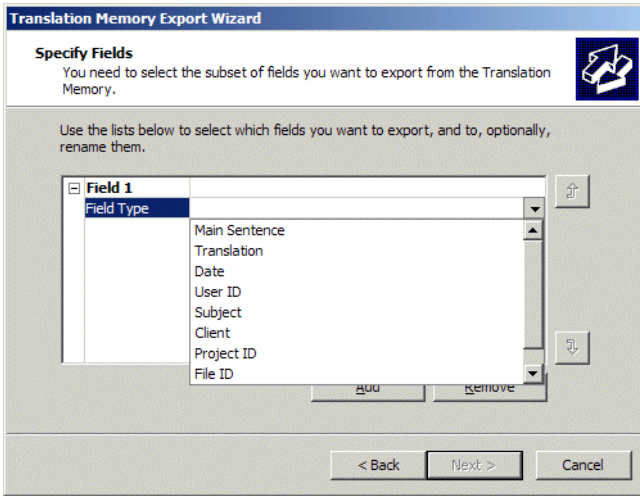 Translation Memory Export Wizard
Specify Fields
You need to select the subset of fields you want to export from the Translation
Memory.
Use the lists below to select which fields you want to export, and to, optionally,
rename them.
Field 1
Field Type
Main Sentence
Translation
Date
User ID
Subject
Client
Project ID
File ID
Add Remove
< Back Next > Cancel